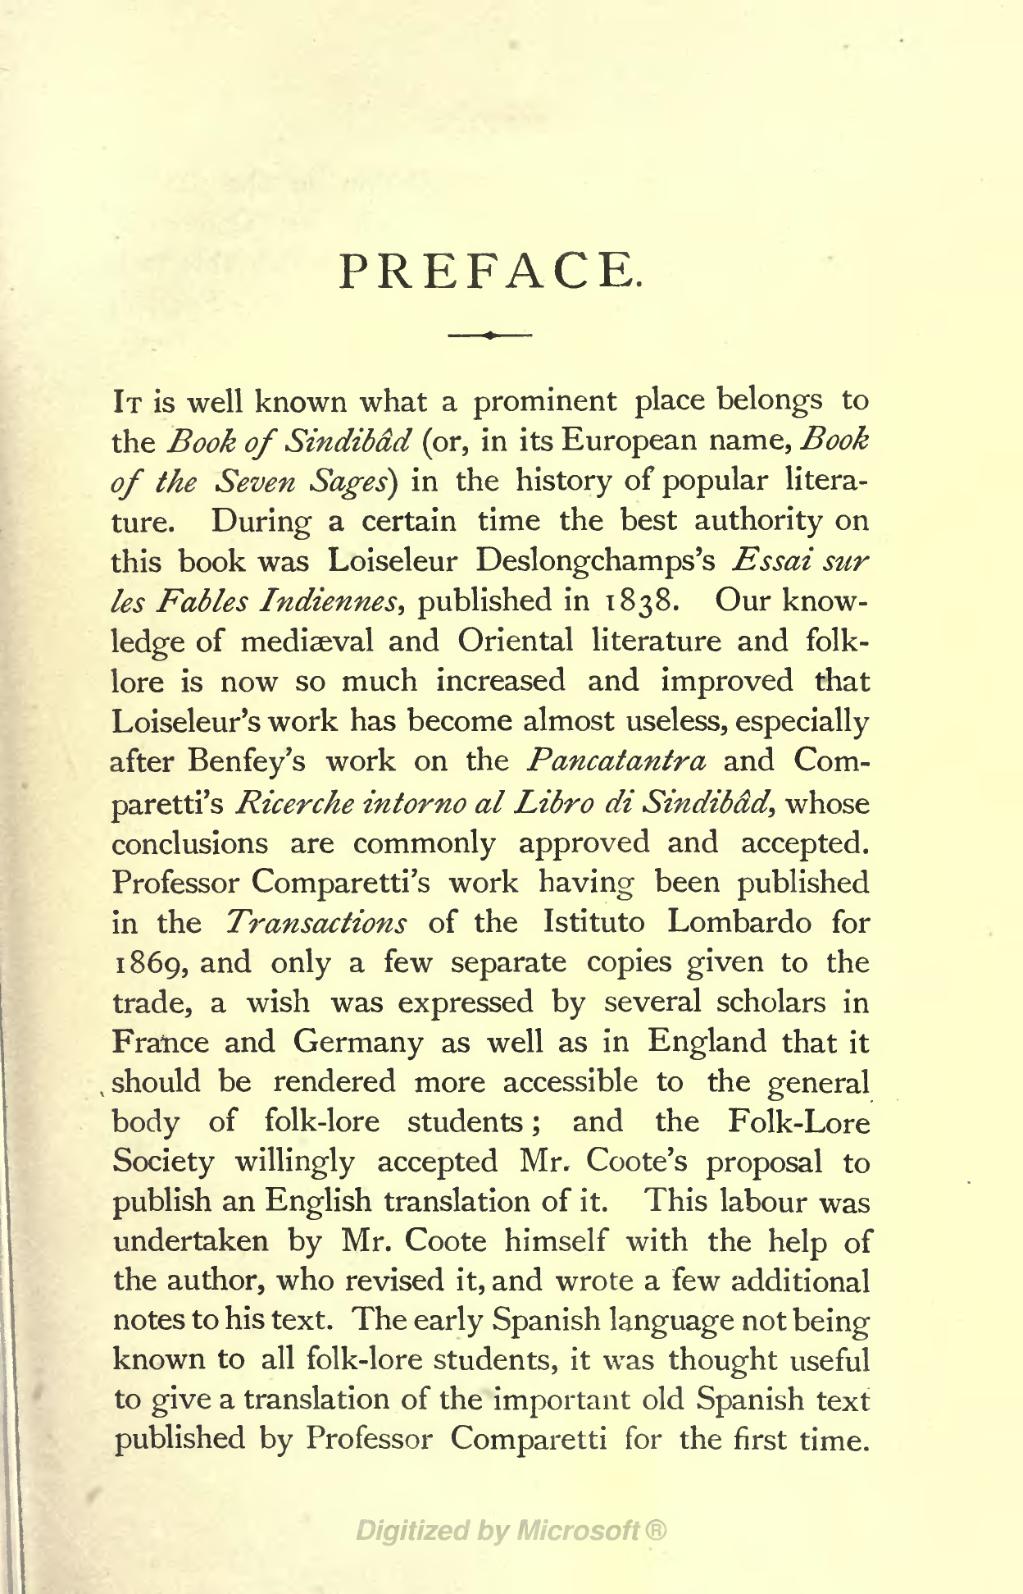 PREFACE.
IT is well known what a prominent place belongs to
the Book of Sindibâd (or, in its European name, Book
of the Seven Sages) in the history of popular litera-
ture. During a certain time the best authority on
this book was Loiseleur Deslongchamps's Essai sur
les Fables Indiennes, published in 1838. Our know-
ledge of mediæval and Oriental literature and folk-
lore is now so much increased and improved that
Loiseleur's work has become almost useless, especially
after Benfey's work on the Pancatantra and Com-
paretti's Ricerche intorno al Libro di Sindibâd, whose
conclusions are commonly approved and accepted.
Professor Comparetti's work having been published
in the Transactions of the Istituto Lombardo for
1869, and only a few separate copies given to the
trade, a wish was expressed by several scholars in
France and Germany as well as in England that it
should be rendered more accessible to the general
body of folk-lore students; and the Folk-Lore
Society willingly accepted Mr. Coote's proposal to
publish an English translation of it. This labour was
undertaken by Mr. Coote himself with the help of
the author, who revised it, and wrote a few additional
notes to his text. The early Spanish language not being
known to all folk-lore students, it was thought useful
to give a translation of the important old Spanish text
published by Professor Comparetti for the first time.
Digitized by Microsoft ®